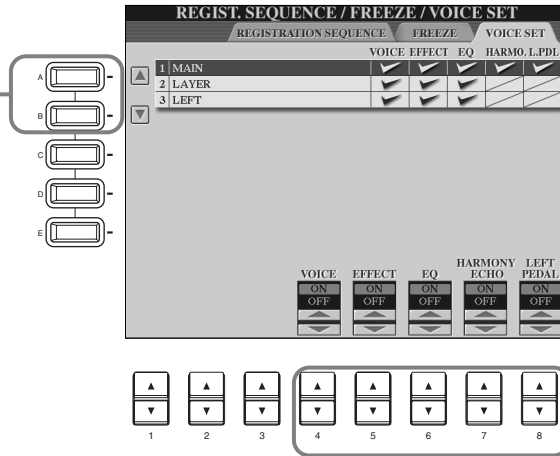 REGIST. SEQUENCE / FREEZE / VOICE SET
REGISTRATION SEQUENCE FREEZE VOICE SET
VOICE EFFECT EQ HARMO. L.PDL
1 MAIN
2 LAYER
3 LEFT
A
B
C
D
E
VOICE EFFECT EQ HARMONY ECHO LEFT PEDAL
ON ON ON ON ON
OFF OFF OFF OFF OFF
1 2 3 4 5 6 7 8